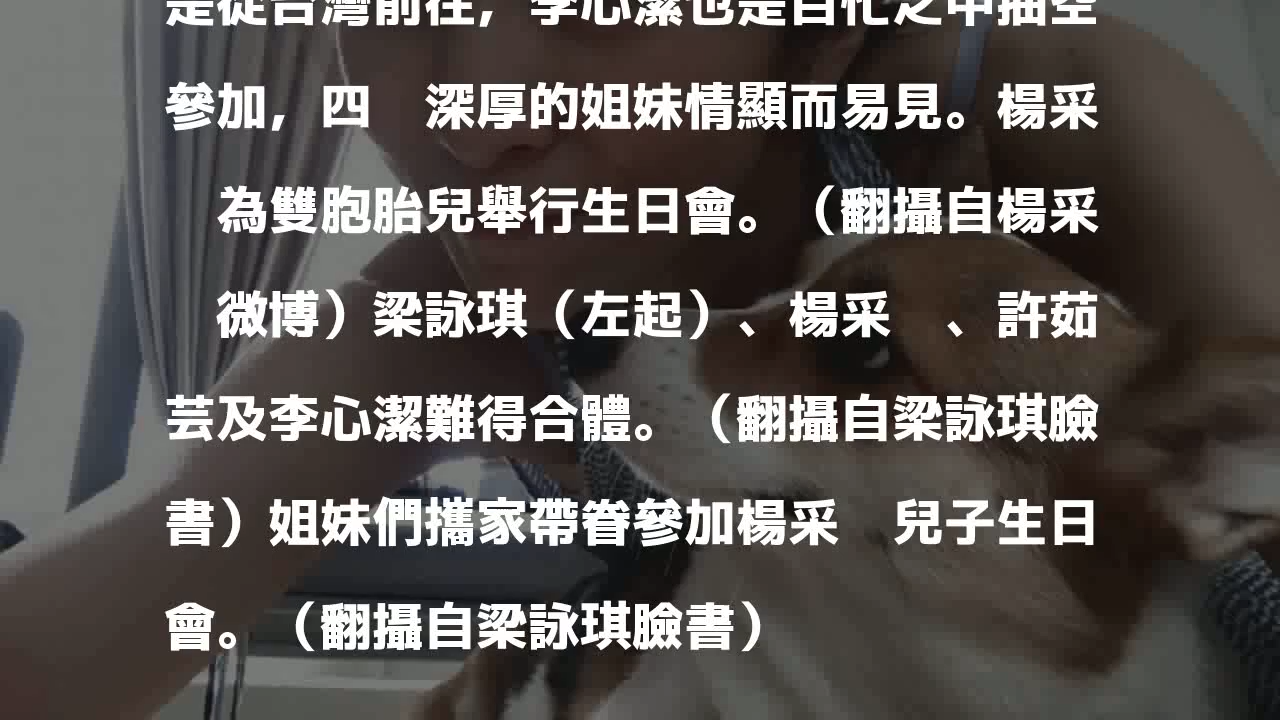 是從台灣前往，李心潔也是百忙之中抽空
參加，四　深厚的姐妹情顯而易見。楊采
　為雙胞胎兒舉行生日會。（翻攝自楊采
　微博）梁詠琪（左起）、楊采　、許茹
芸及李心潔難得合體。（翻攝自梁詠琪臉
書）姐妹們攜家帶眷參加楊采　兒子生日
會。（翻攝自梁詠琪臉書）